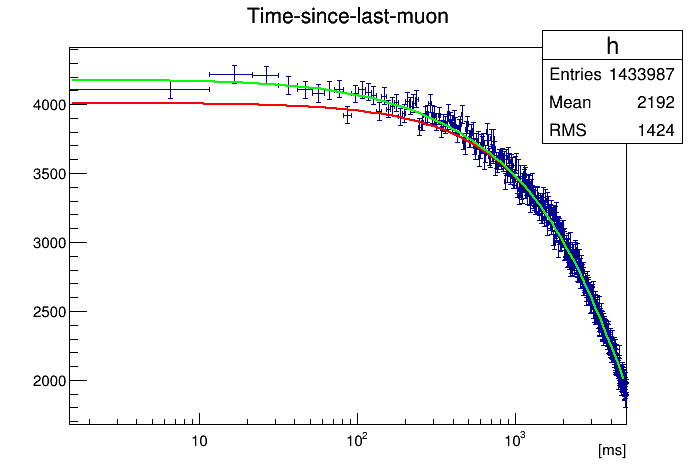 Time-since-last-muon
h
Entries 1433987
Mean 2192
RMS 1424
4000
3500
3000
2500
2000
10 10² 10³
[ms]